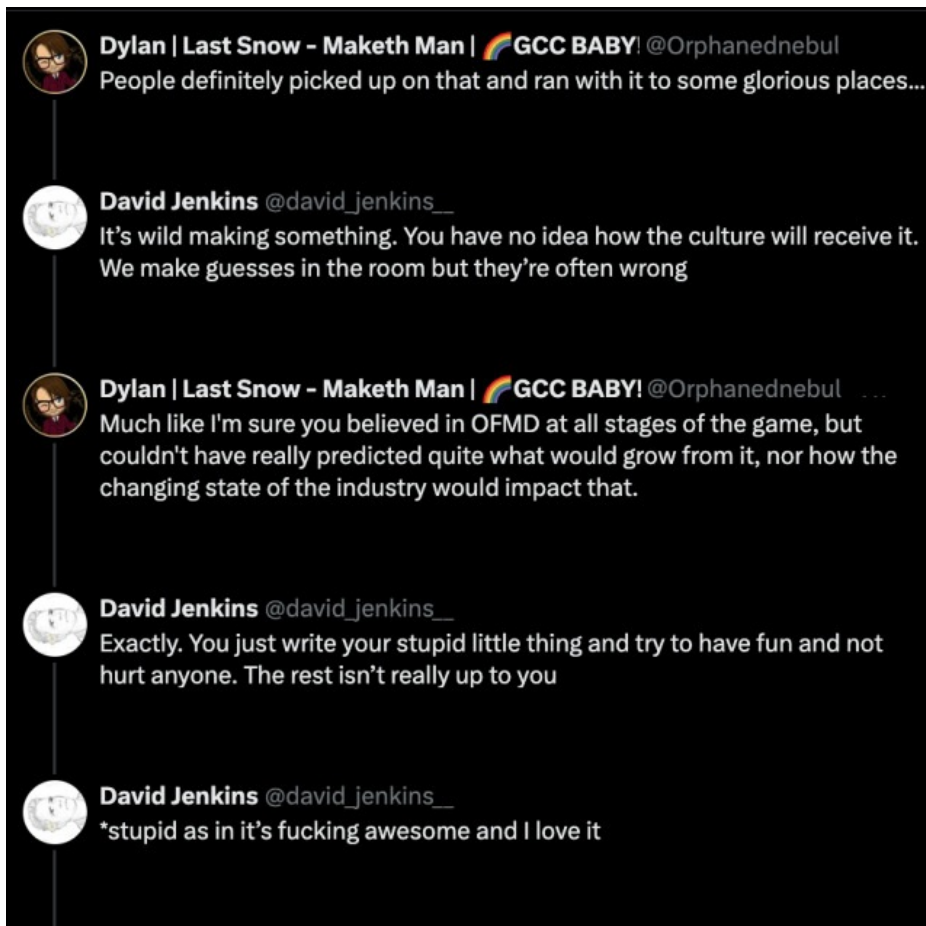 Dylan | Last Snow - Maketh Man | 🌈GCC BABY! @Orphanednebul
People definitely picked up on that and ran with it to some glorious places...
David Jenkins @david_jenkins__
It's wild making something. You have no idea how the culture will receive it.
We make guesses in the room but they're often wrong
Dylan | Last Snow - Maketh Man | 🌈GCC BABY! @Orphanednebul ...
Much like I'm sure you believed in OFMD at all stages of the game, but
couldn't have really predicted quite what would grow from it, nor how the
changing state of the industry would impact that.
David Jenkins @david_jenkins__
Exactly. You just write your stupid little thing and try to have fun and not
hurt anyone. The rest isn't really up to you
David Jenkins @david_jenkins__
*stupid as in it's fucking awesome and I love it